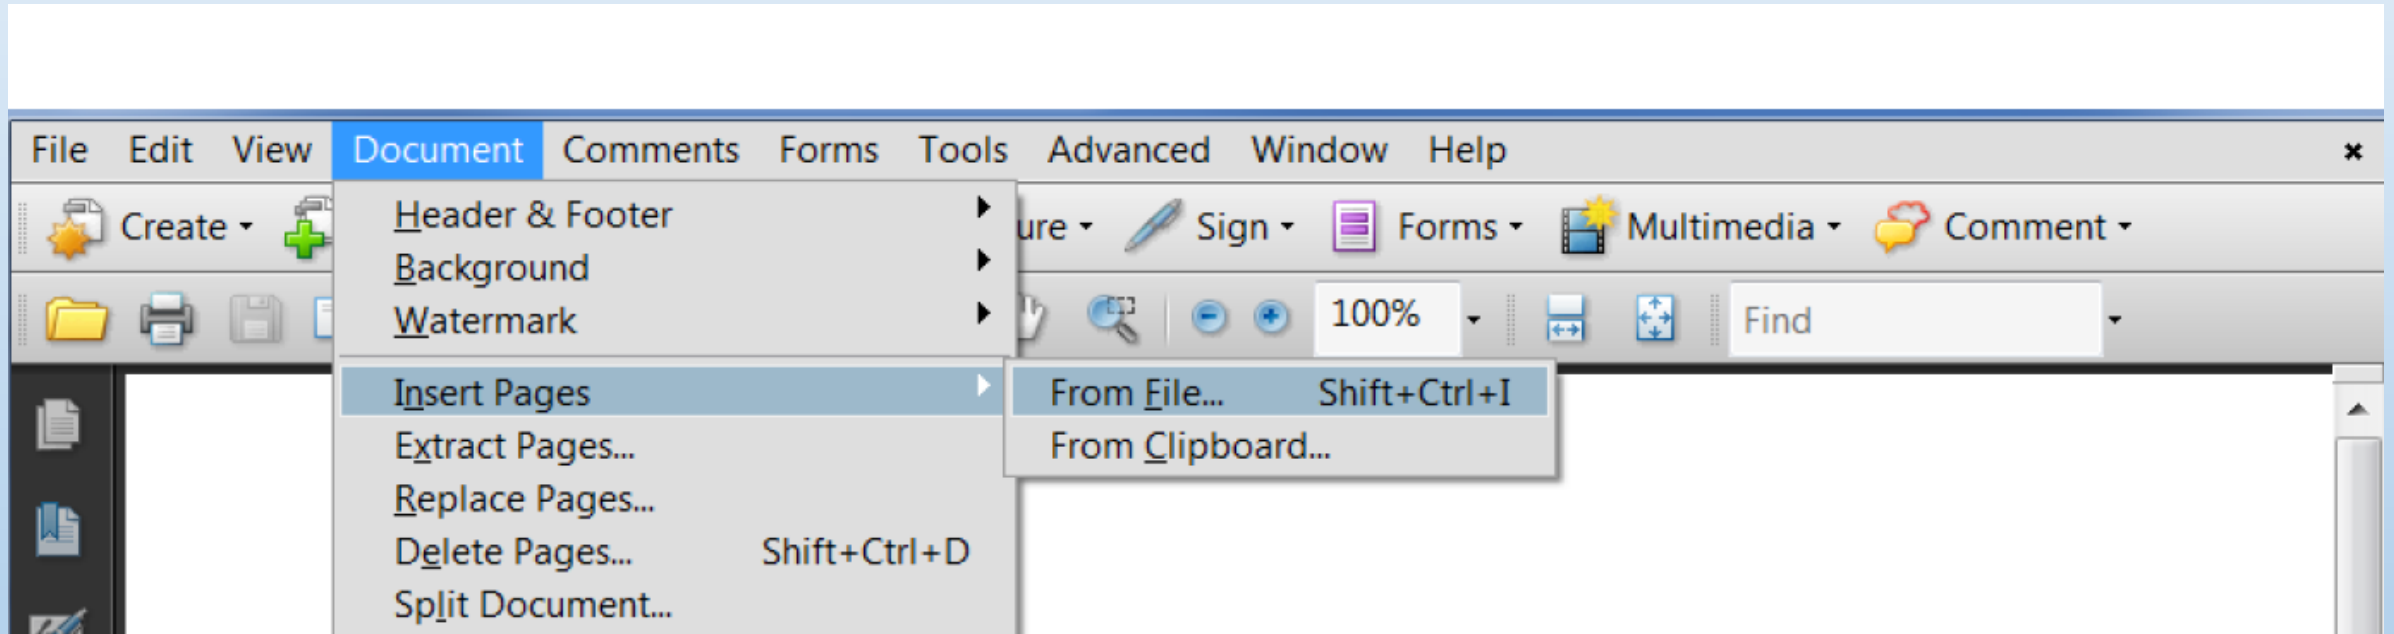 File Edit View Document Comments Forms Tools Advanced Window Help
Create ure Sign Forms Multimedia Comment
100% Find
Header & Footer
Background
Watermark
Insert Pages
From File... Shift+Ctrl+I
From Clipboard...
Extract Pages...
Replace Pages...
Delete Pages... Shift+Ctrl+D
Split Document...